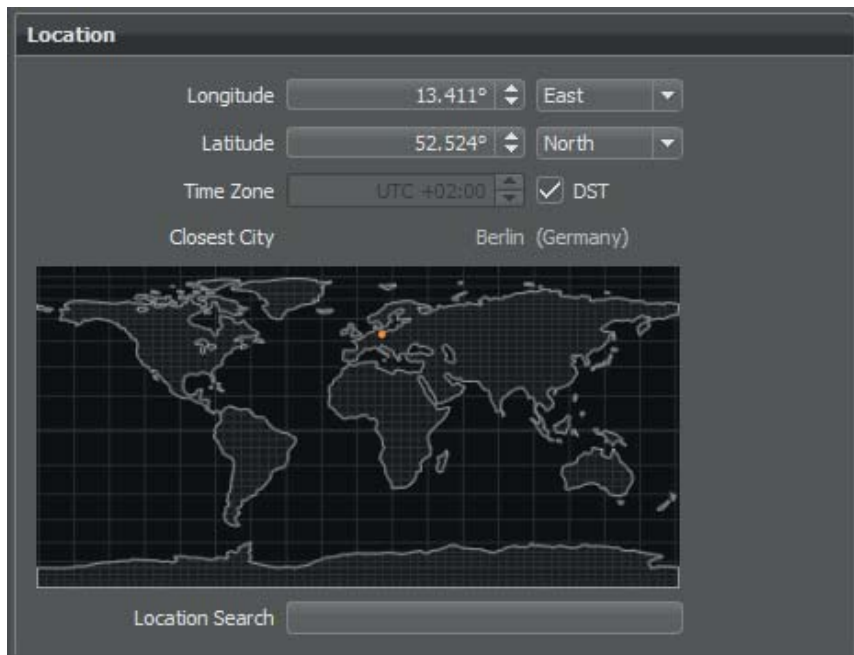 Location
Longitude 13.411° East
Latitude 52.524° North
Time Zone UTC +02:00 DST
Closest City Berlin (Germany)
Location Search